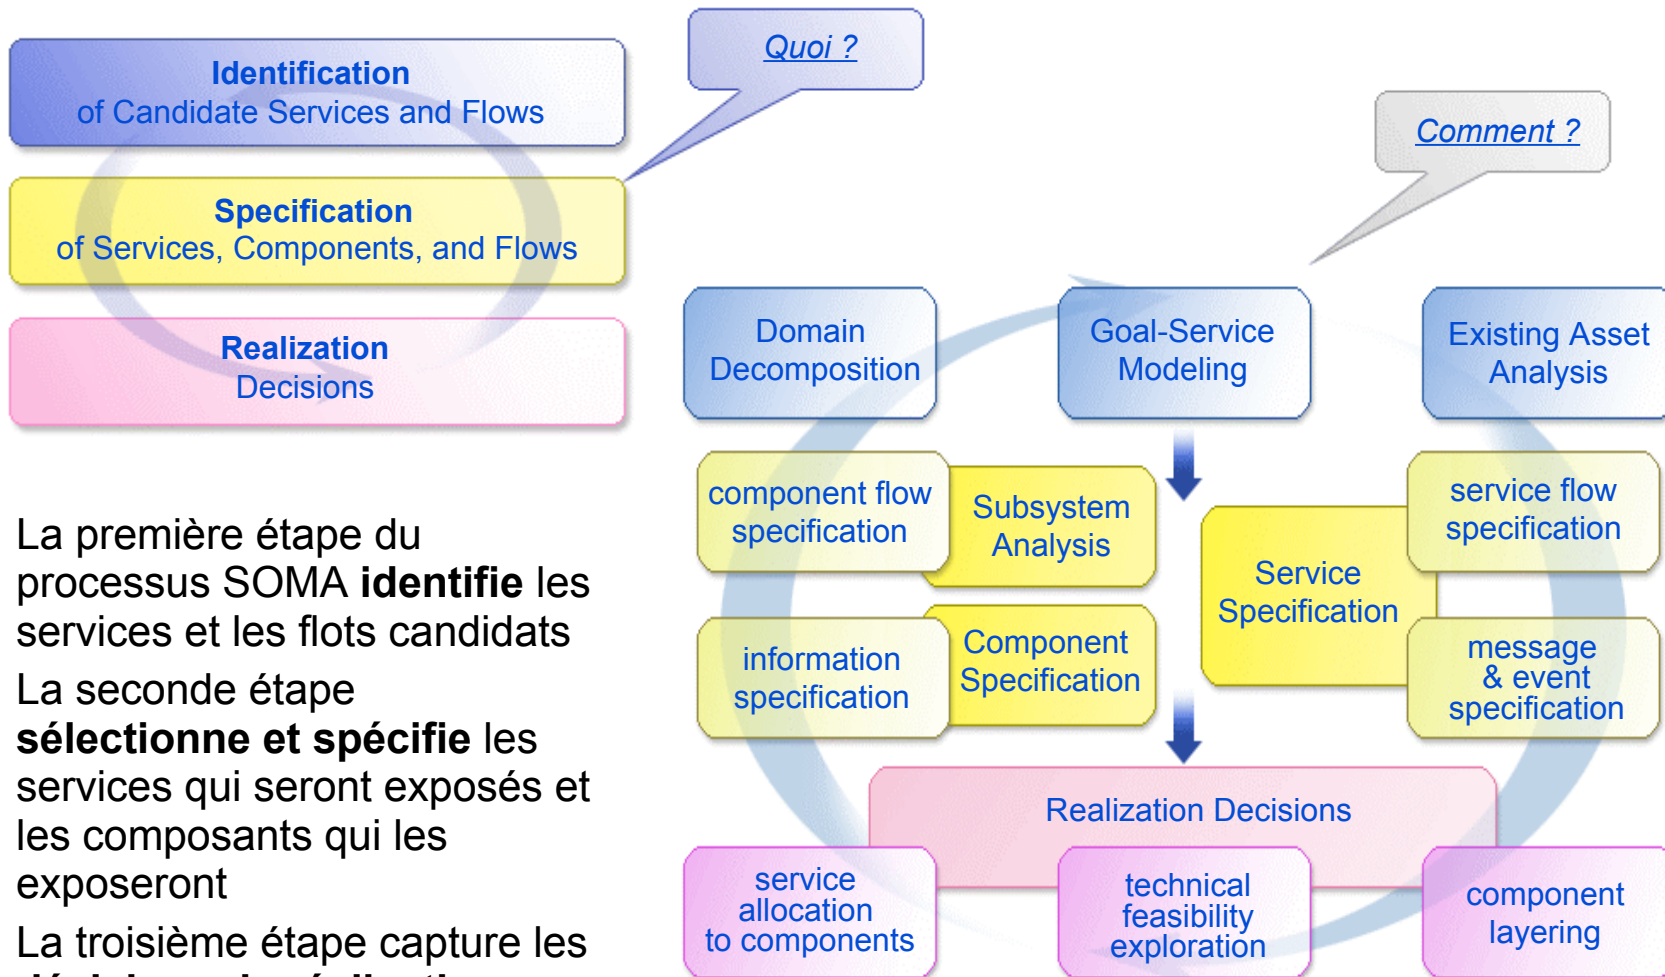 Quoi ?
Identification
of Candidate Services and Flows
Comment ?
Specification
of Services, Components, and Flows
Realization
Decisions
La première étape du
processus SOMA identifie les
services et les flots candidats
La seconde étape
sélectionne et spécifie les
services qui seront exposés et
les composants qui les
exposeront
La troisième étape capture les
Domain
Decomposition
Goal-Service
Modeling
Existing Asset
Analysis
component flow
specification
Subsystem
Analysis
service flow
specification
Service
Specification
information
specification
Component
Specification
message
& event
specification
Realization Decisions
service
allocation
to components
technical
feasibility
exploration
component
layering